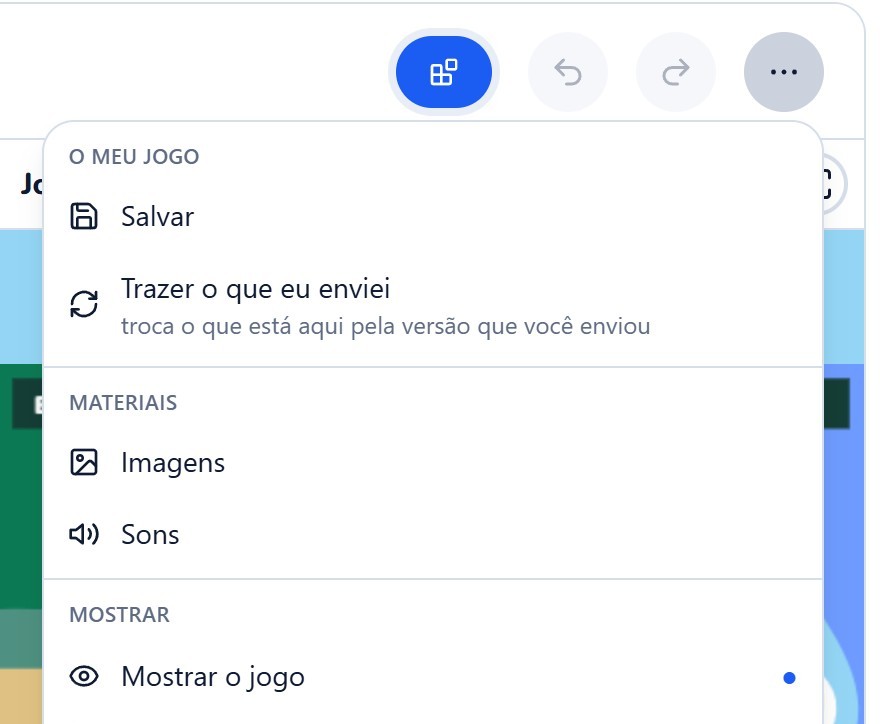 O MEU JOGO
Salvar
Trazer o que eu enviei
troca o que está aqui pela versão que você enviou
MATERIAIS
Imagens
Sons
MOSTRAR
Mostrar o jogo